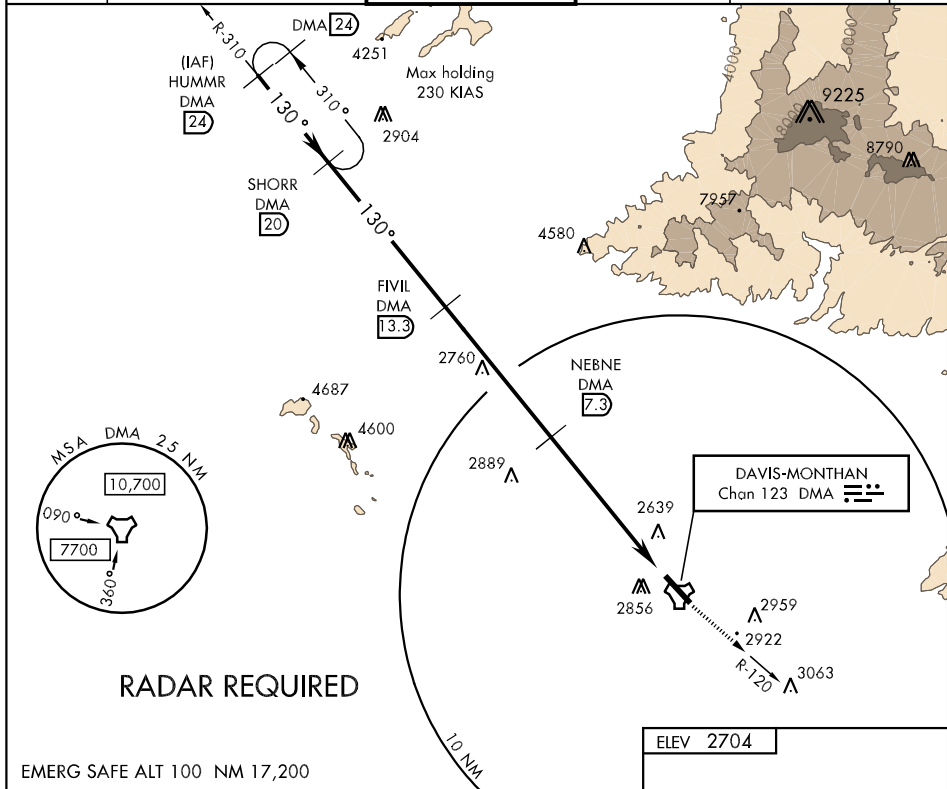 R-310
DMA 24
4251
(IAF)
HUMMR
DMA
24
130°
310°
Max holding
230 KIAS
2904
4000
8000
9225
8790
7957
4580
SHORR
DMA
20
130°
FIVIL
DMA
13.3
2760
NEBNE
DMA
7.3
4687
4600
2889
MSA DMA 25 NM
10,700
090°
7700
360°
DAVIS-MONTHAN
Chan 123 DMA
2639
2856
2959
2922
R-120
3063
RADAR REQUIRED
10 NM
ELEV 2704
EMERG SAFE ALT 100 NM 17,200